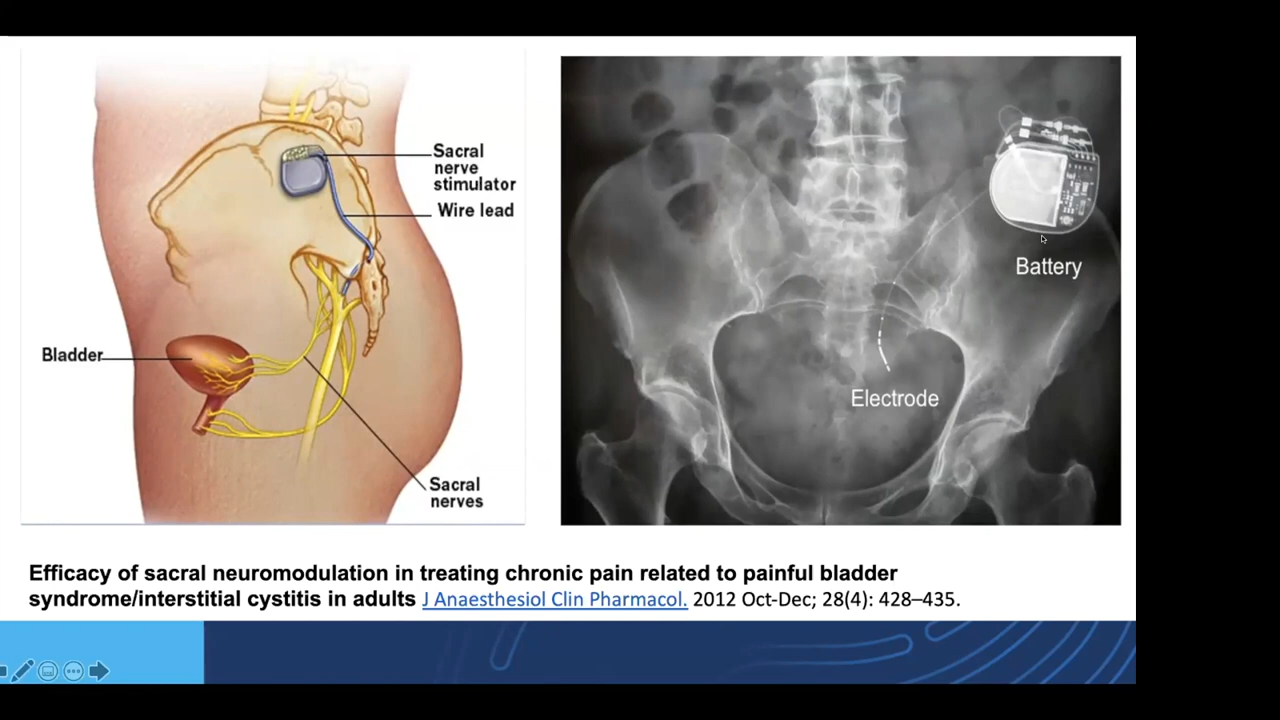 Sacral
nerve
stimulator
Wire lead
Bladder
Sacral
nerves
Battery
Electrode
Efficacy of sacral neuromodulation in treating chronic pain related to painful bladder
syndrome/interstitial cystitis in adults J Anaesthesiol Clin Pharmacol. 2012 Oct-Dec; 28(4): 428–435.